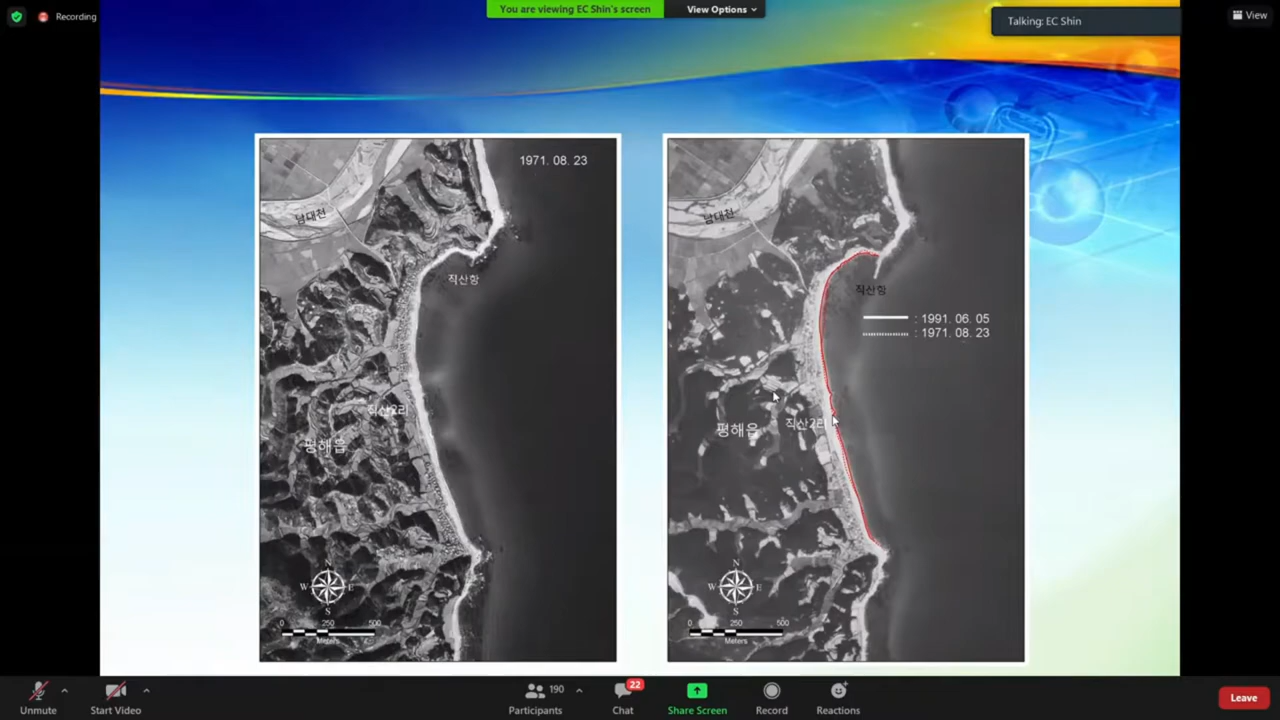 Recording
You are viewing EC Shin's screen
View Options
Talking: EC Shin
View
1971. 08. 23
남대천
직산항
직산2리
평해읍
N
W E
S
0 250 500
Meters
남대천
직산항
: 1991. 06. 05
: 1971. 08. 23
평해읍
직산2리
N
W E
S
0 250 500
Meters
Unmute
Start Video
190
Participants
22
Chat
Share Screen
Record
Reactions
Leave